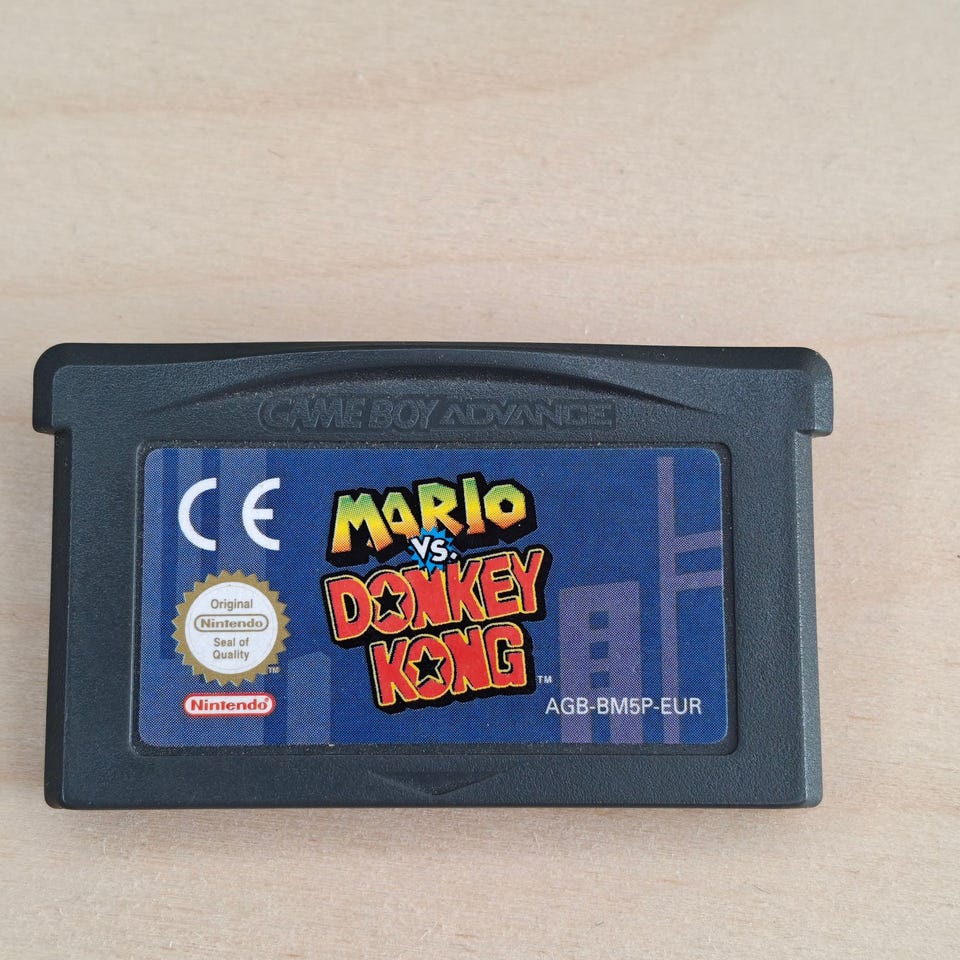 GAME BOY ADVANCE
CE
MARIO
VS.
DONKEY
KONG
TM
Original
Nintendo
Seal of
Quality
TM
Nintendo
AGB-BM5P-EUR